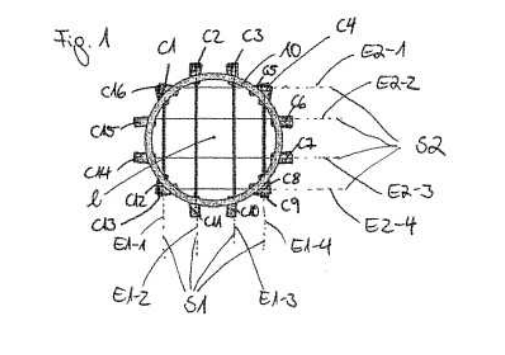 Fig. 1
C1 C2 C3 10 C4
C5 E2-1
C16 E2-2
C6
C15
C7 S2
C14
C12 C8 E2-3
l C9
C13 C11 C10 E2-4
E1-1 E1-4
E1-2 S1 E1-3